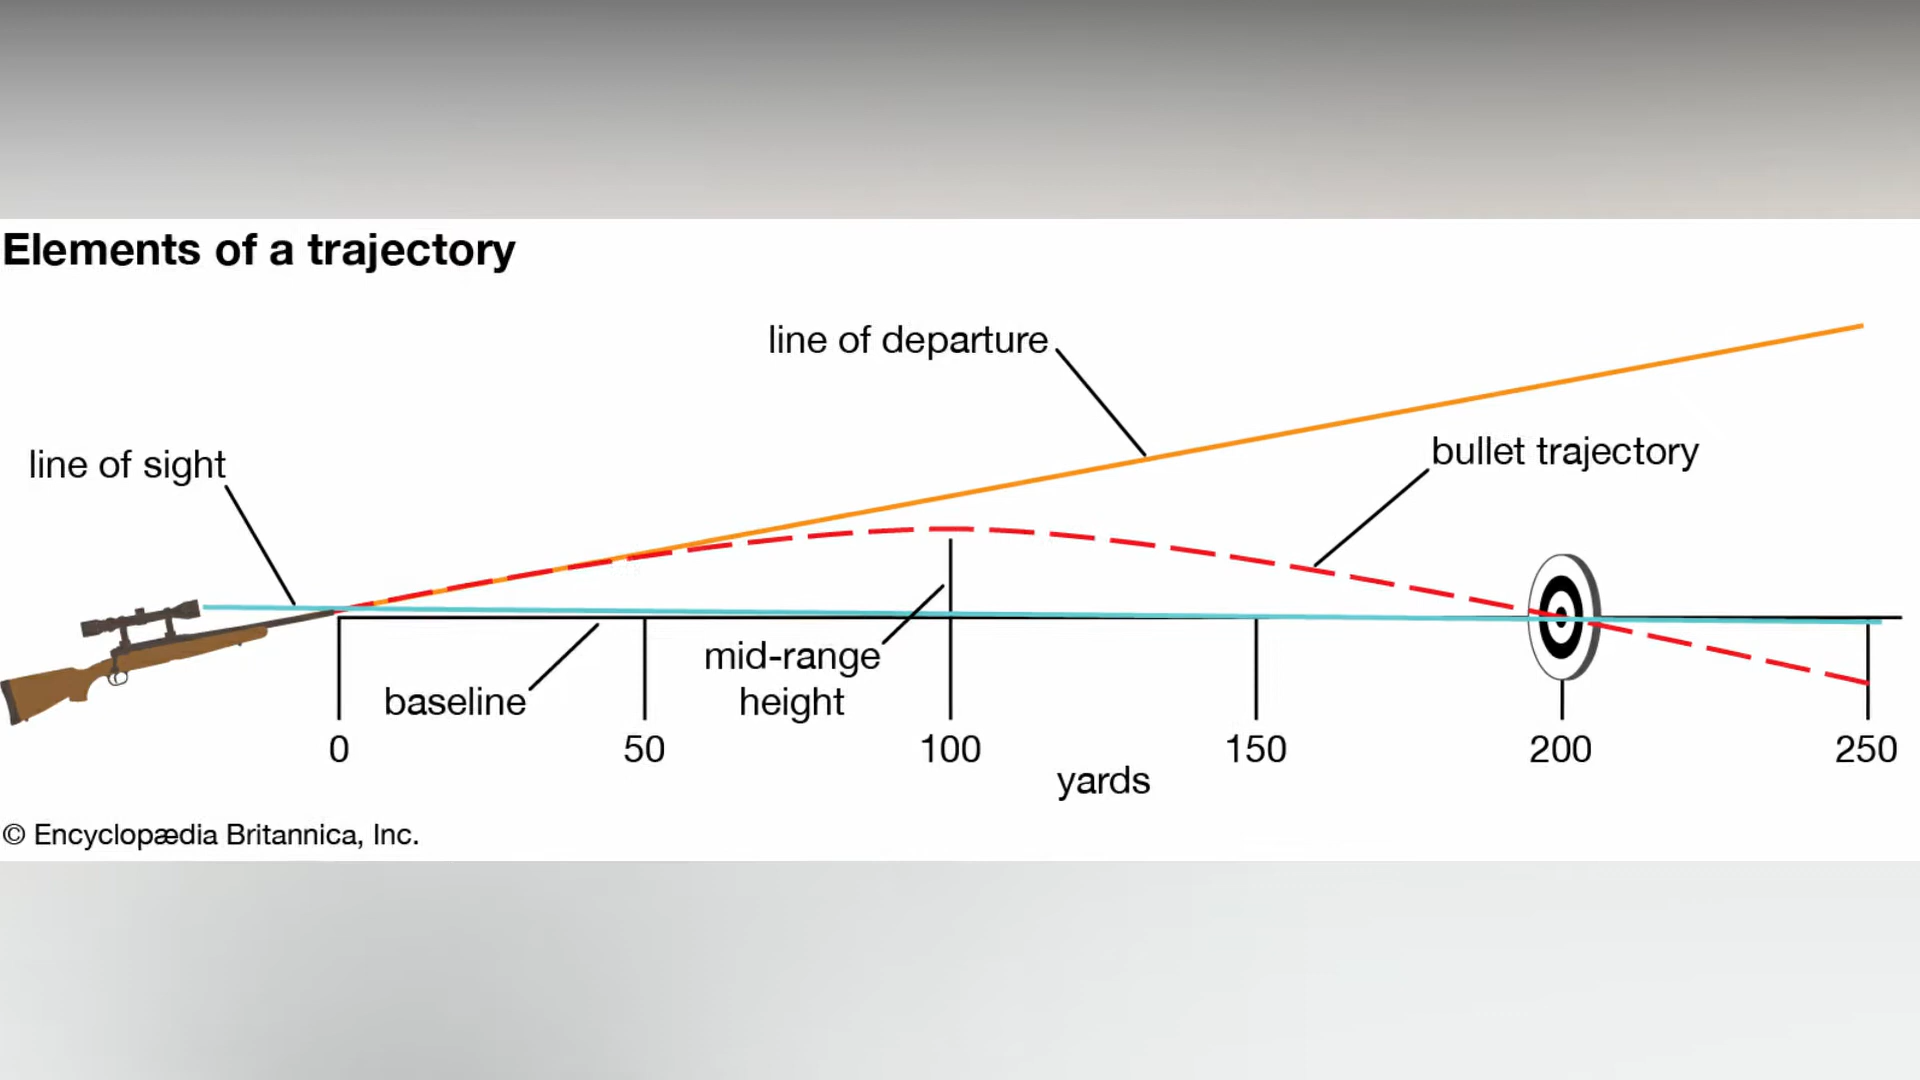 Elements of a trajectory
line of departure
bullet trajectory
line of sight
mid-range
height
baseline
0 50 100 150 200 250
yards
© Encyclopædia Britannica, Inc.